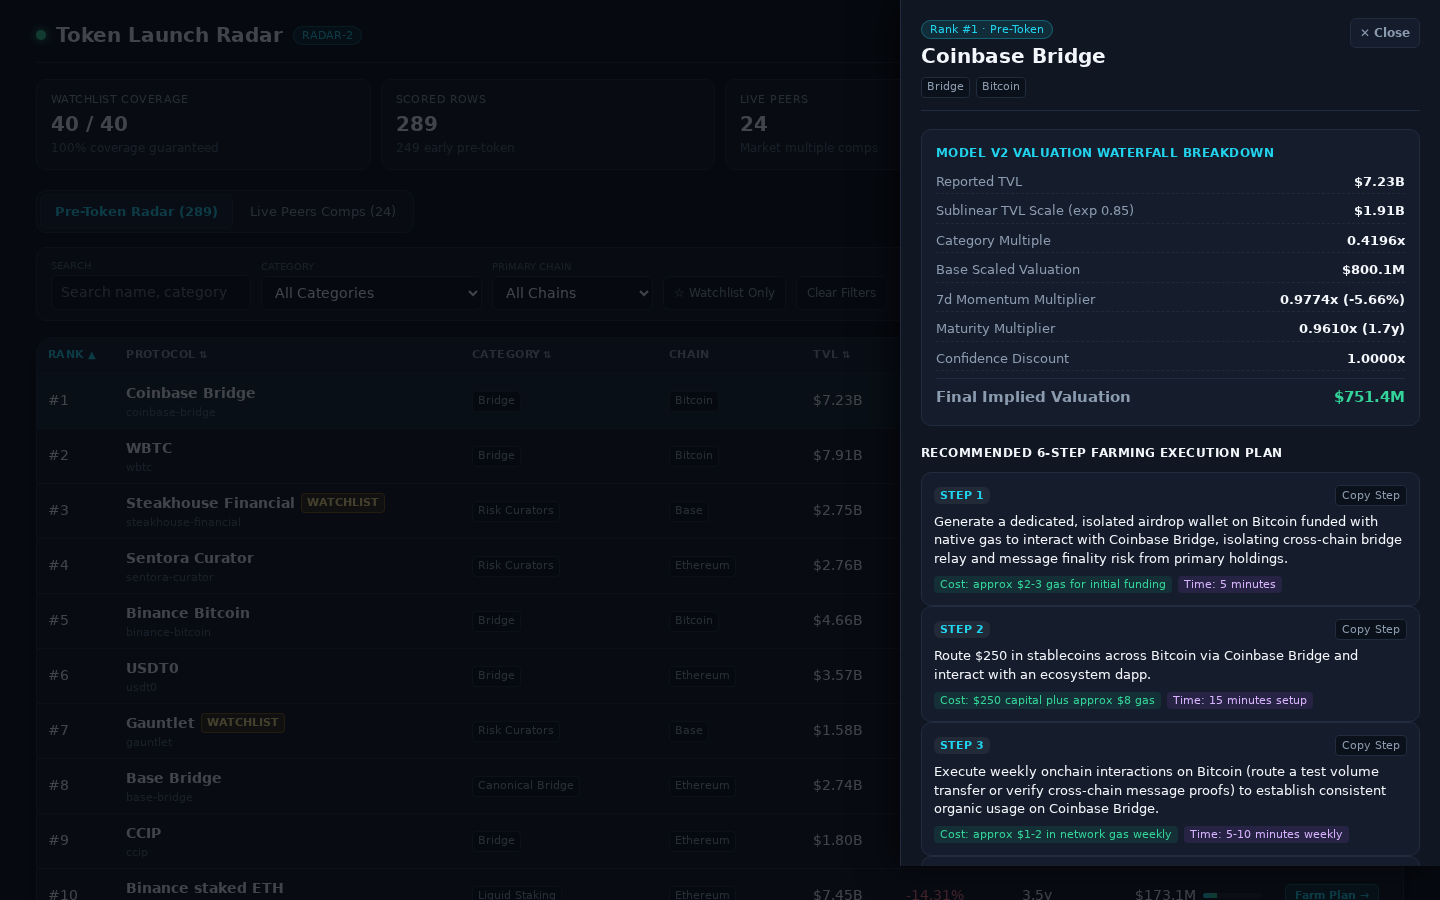 Token Launch Radar RADAR-2
WATCHLIST COVERAGE
40 / 40
100% coverage guaranteed
SCORED ROWS
289
249 early pre-token
LIVE PEERS
24
Market multiple comps
Pre-Token Radar (289) Live Peers Comps (24)
SEARCH CATEGORY PRIMARY CHAIN
Search name, category All Categories All Chains ☆ Watchlist Only Clear Filters
RANK ▲ PROTOCOL ⇅ CATEGORY ⇅ CHAIN TVL ⇅
#1 Coinbase Bridge Bridge Bitcoin $7.23B
coinbase-bridge
#2 WBTC Bridge Bitcoin $7.91B
wbtc
#3 Steakhouse Financial WATCHLIST Risk Curators Base $2.75B
steakhouse-financial
#4 Sentora Curator Risk Curators Ethereum $2.76B
sentora-curator
#5 Binance Bitcoin Bridge Bitcoin $4.66B
binance-bitcoin
#6 USDT0 Bridge Ethereum $3.57B
usdt0
#7 Gauntlet WATCHLIST Risk Curators Base $1.58B
gauntlet
#8 Base Bridge Canonical Bridge Ethereum $2.74B
base-bridge
#9 CCIP Bridge Ethereum $1.80B
ccip
#10 Binance staked ETH Liquid Staking Ethereum $7.45B -14.31% 3.5y $173.1M Farm Plan →
Rank #1 · Pre-Token
✕ Close
Coinbase Bridge
Bridge Bitcoin
MODEL V2 VALUATION WATERFALL BREAKDOWN
Reported TVL $7.23B
Sublinear TVL Scale (exp 0.85) $1.91B
Category Multiple 0.4196x
Base Scaled Valuation $800.1M
7d Momentum Multiplier 0.9774x (-5.66%)
Maturity Multiplier 0.9610x (1.7y)
Confidence Discount 1.0000x
Final Implied Valuation $751.4M
RECOMMENDED 6-STEP FARMING EXECUTION PLAN
STEP 1 Copy Step
Generate a dedicated, isolated airdrop wallet on Bitcoin funded with
native gas to interact with Coinbase Bridge, isolating cross-chain bridge
relay and message finality risk from primary holdings.
Cost: approx $2-3 gas for initial funding Time: 5 minutes
STEP 2 Copy Step
Route $250 in stablecoins across Bitcoin via Coinbase Bridge and
interact with an ecosystem dapp.
Cost: $250 capital plus approx $8 gas Time: 15 minutes setup
STEP 3 Copy Step
Execute weekly onchain interactions on Bitcoin (route a test volume
transfer or verify cross-chain message proofs) to establish consistent
organic usage on Coinbase Bridge.
Cost: approx $1-2 in network gas weekly Time: 5-10 minutes weekly